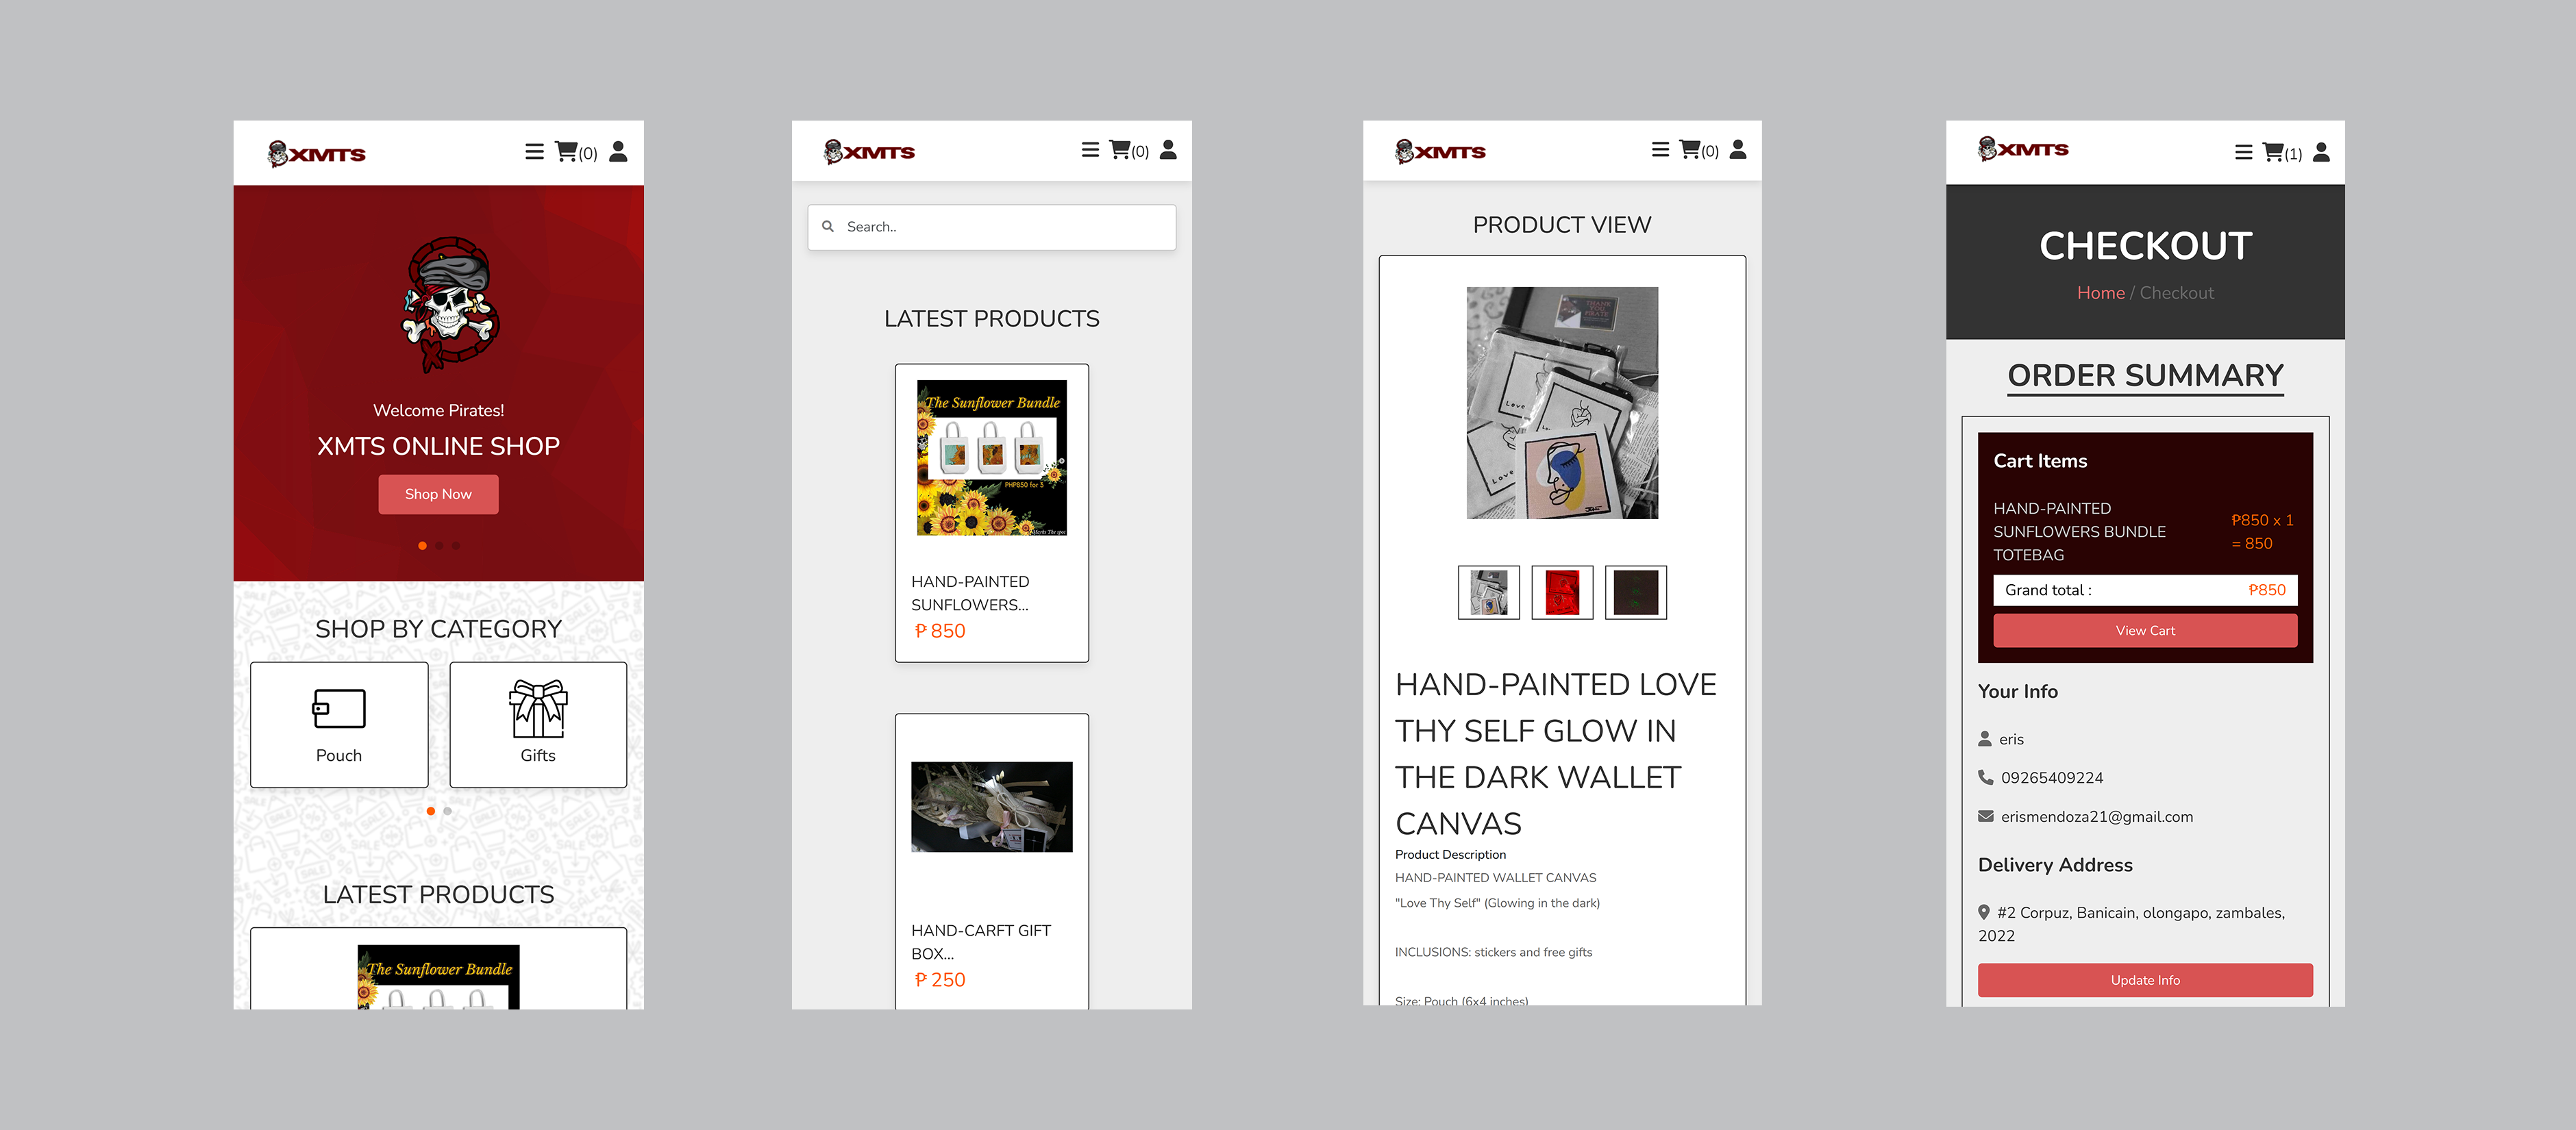 XMTS
(0)
Welcome Pirates!
XMTS ONLINE SHOP
Shop Now
SHOP BY CATEGORY
Pouch
Gifts
LATEST PRODUCTS
The Sunflower Bundle
XMTS
(0)
Search..
LATEST PRODUCTS
The Sunflower Bundle
PHP850 for 5
HAND-PAINTED
SUNFLOWERS...
₱ 850
HAND-CARFT GIFT
BOX...
₱ 250
XMTS
(0)
PRODUCT VIEW
THANK
YOU,
PIRATE
Love
Love
HAND-PAINTED LOVE
THY SELF GLOW IN
THE DARK WALLET
CANVAS
Product Description
HAND-PAINTED WALLET CANVAS
"Love Thy Self" (Glowing in the dark)
INCLUSIONS: stickers and free gifts
Size: Pouch (6x4 inches)
XMTS
(1)
CHECKOUT
Home / Checkout
ORDER SUMMARY
Cart Items
HAND-PAINTED
SUNFLOWERS BUNDLE
TOTEBAG
₱850 x 1
= 850
Grand total :
₱850
View Cart
Your Info
eris
09265409224
erismendoza21@gmail.com
Delivery Address
#2 Corpuz, Banicain, olongapo, zambales,
2022
Update Info